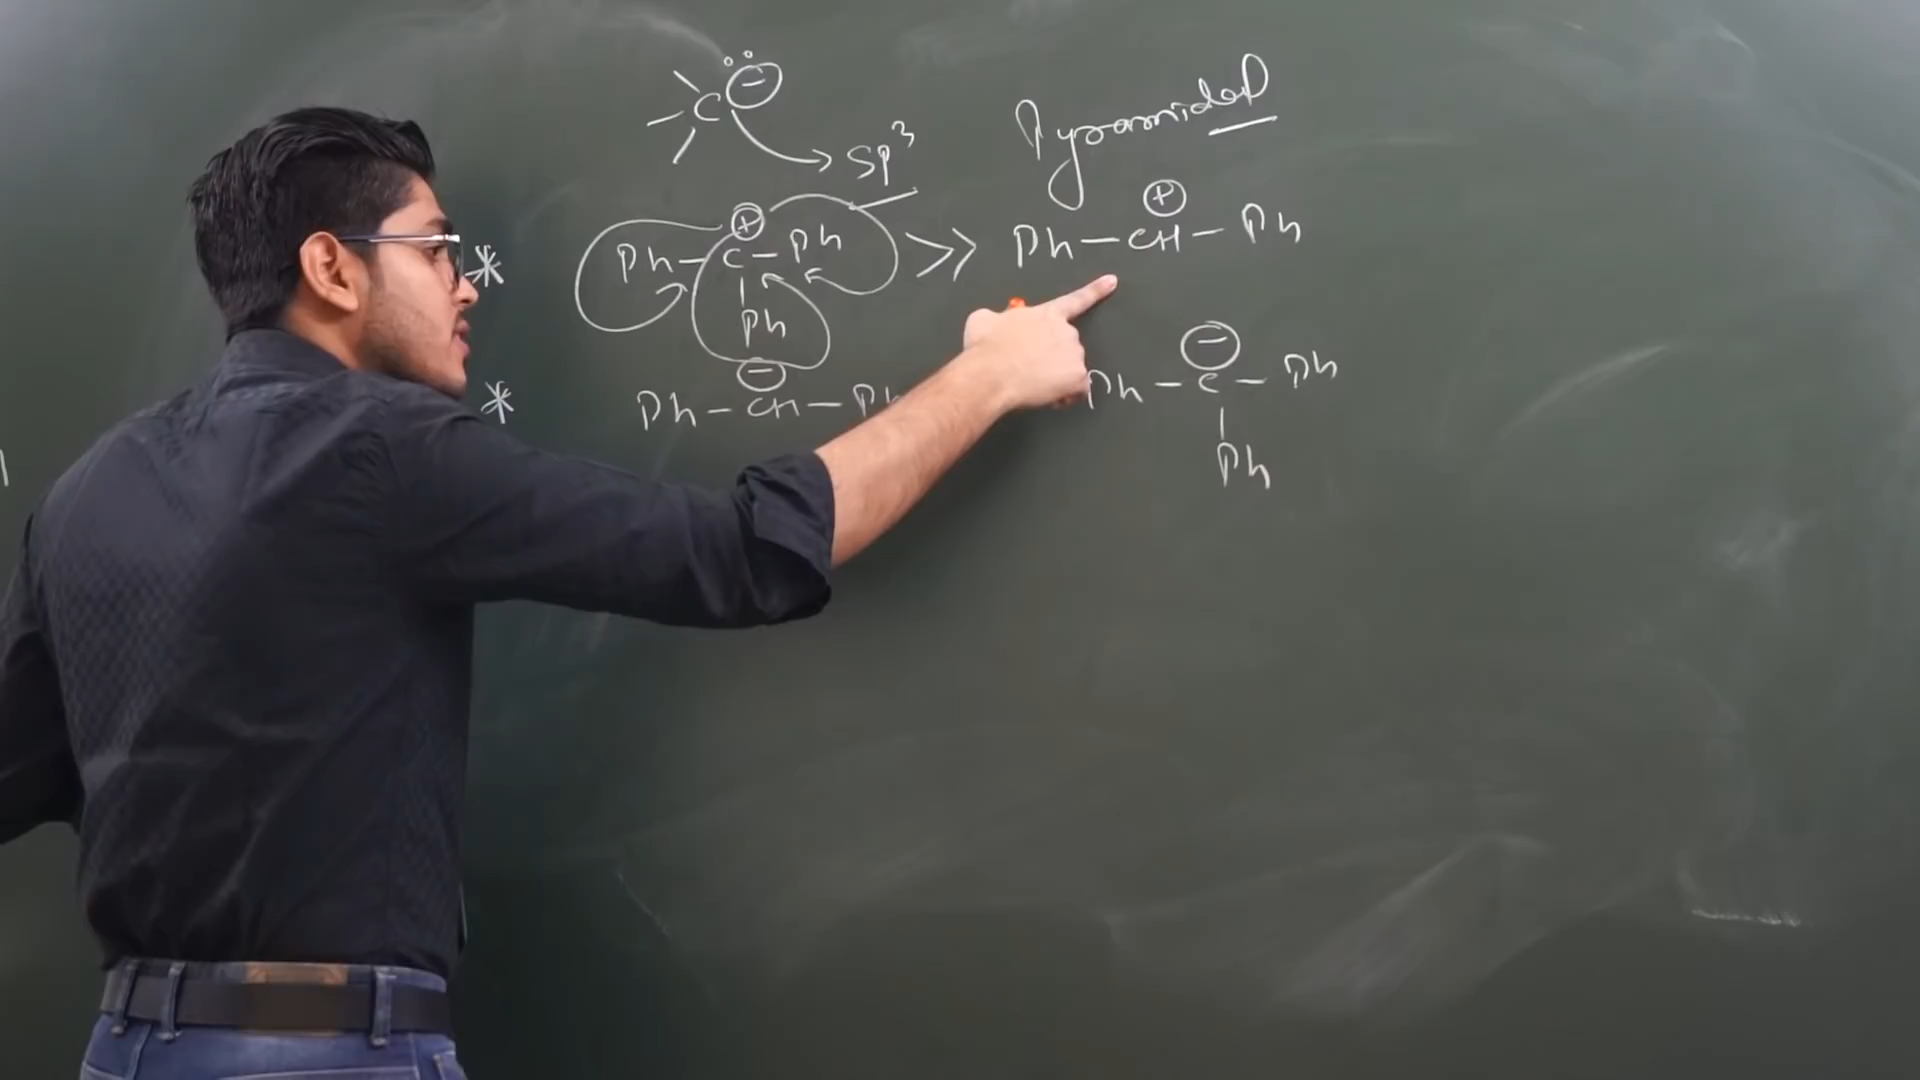 C ⊖ → Sp³ Pyramidal
* Ph – C⊕ – Ph >> Ph – CH⊕ – Ph
Ph
* Ph – CH⊖ – Ph Ph – C⊖ – Ph
Ph